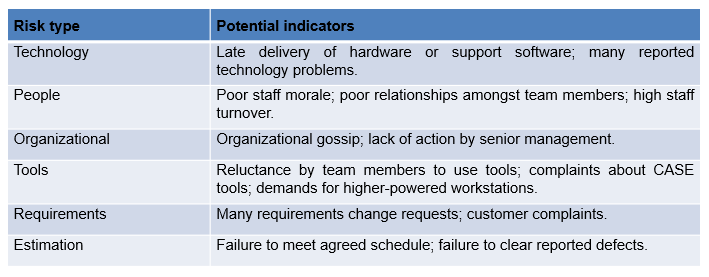 Risk type Potential indicators
Technology Late delivery of hardware or support software; many reported
technology problems.
People Poor staff morale; poor relationships amongst team members; high staff
turnover.
Organizational Organizational gossip; lack of action by senior management.
Tools Reluctance by team members to use tools; complaints about CASE
tools; demands for higher-powered workstations.
Requirements Many requirements change requests; customer complaints.
Estimation Failure to meet agreed schedule; failure to clear reported defects.